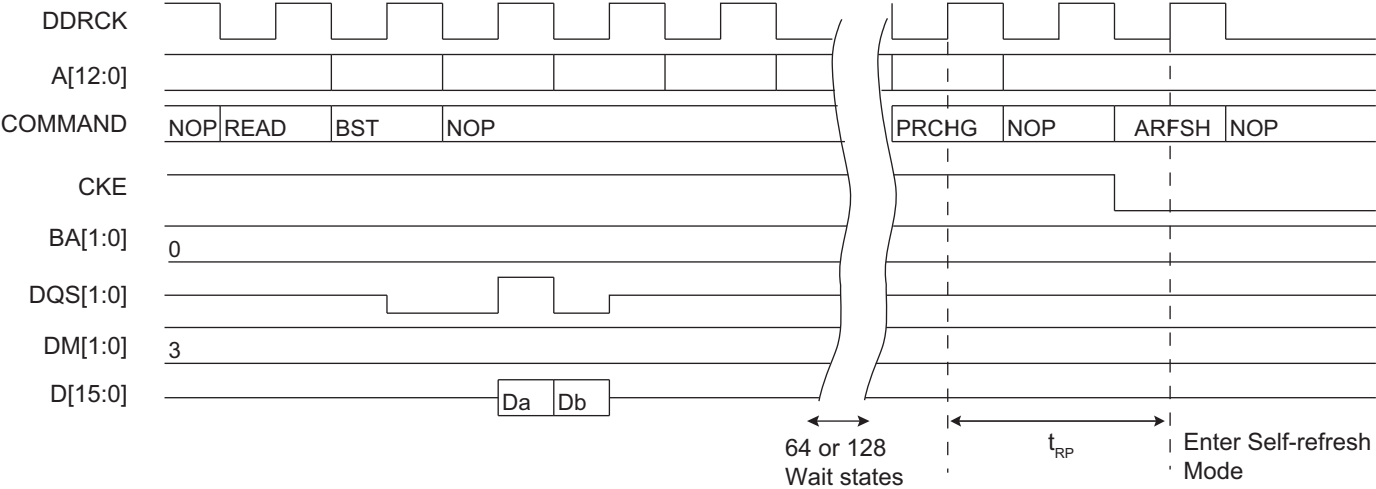 DDRCK
A[12:0]
COMMAND NOP READ BST NOP PRCHG NOP ARFSH NOP
CKE
BA[1:0] 0
DQS[1:0]
DM[1:0] 3
D[15:0] Da Db
64 or 128
Wait states
tRP
Enter Self-refresh
Mode